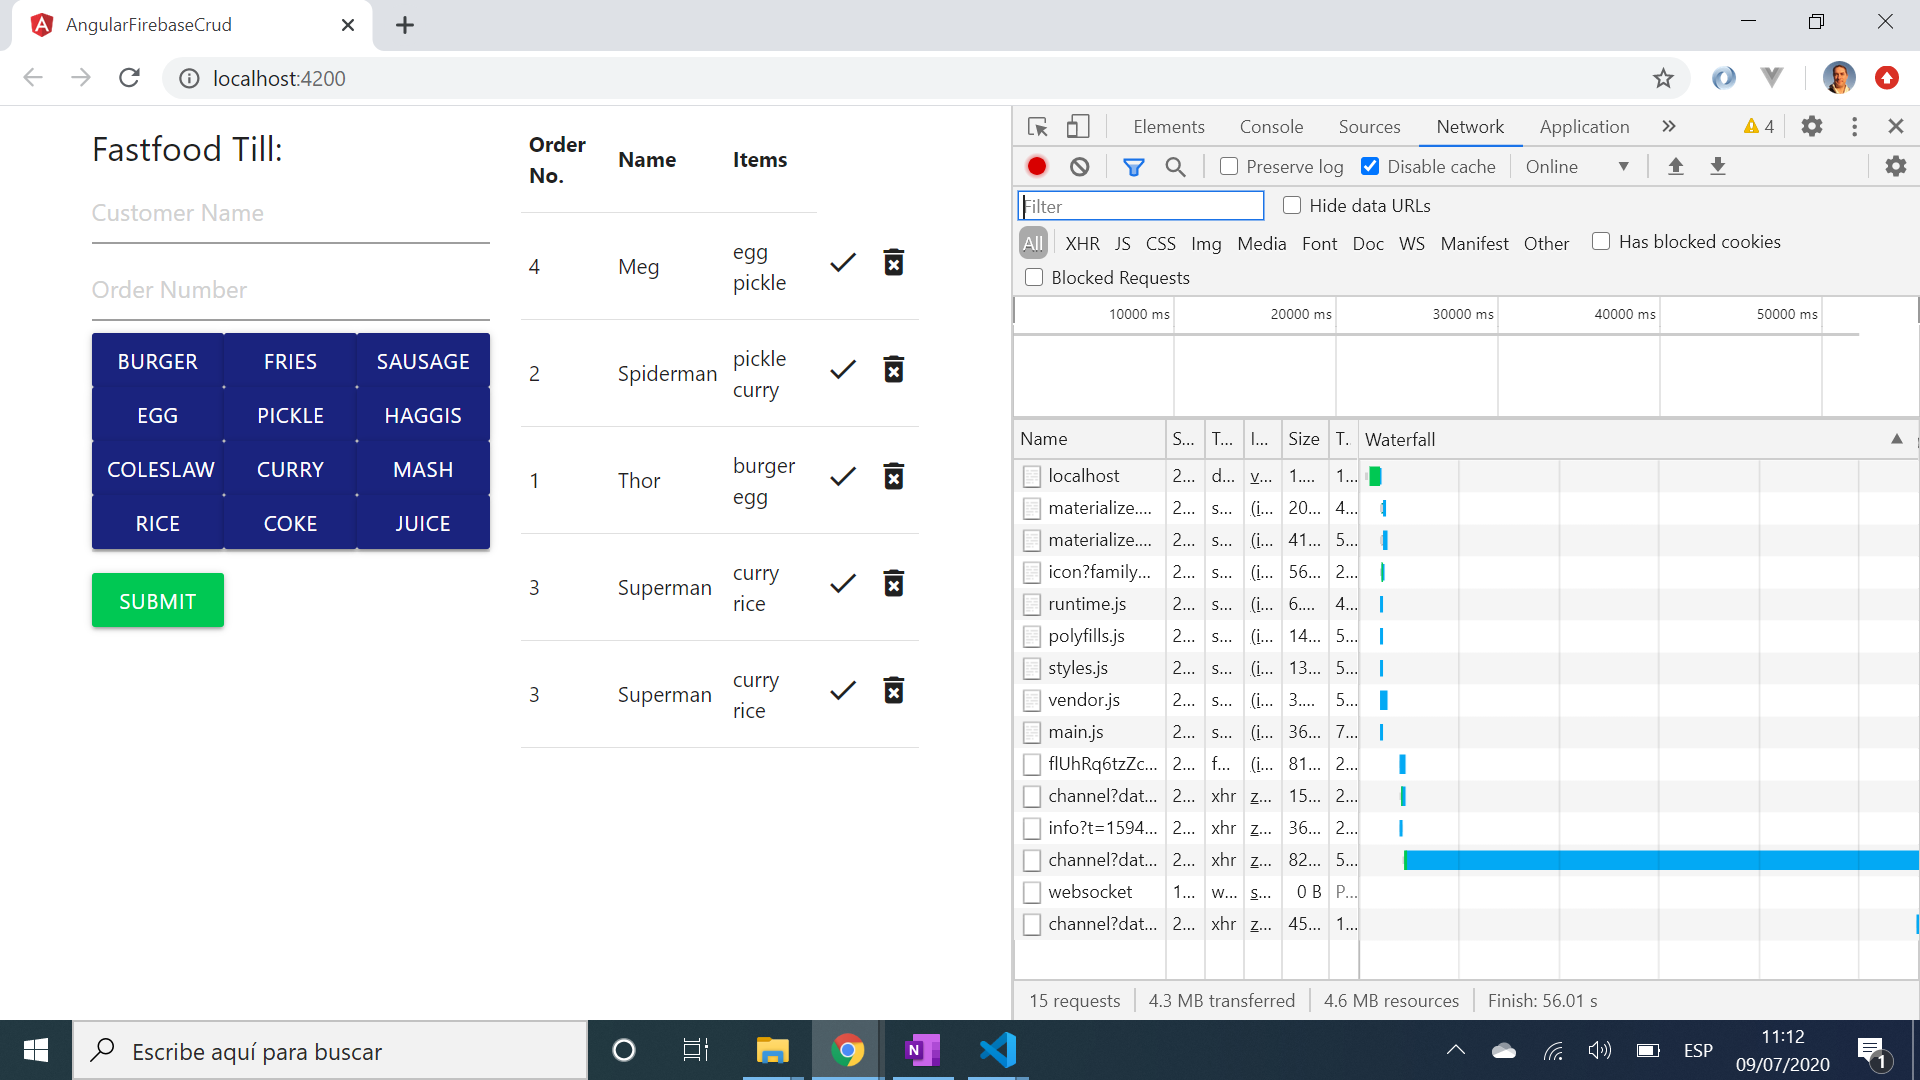 AngularFirebaseCrud
localhost:4200
Fastfood Till:
Customer Name
Order Number
BURGER FRIES SAUSAGE
EGG PICKLE HAGGIS
COLESLAW CURRY MASH
RICE COKE JUICE
SUBMIT
Order No. Name Items
4 Meg egg pickle
2 Spiderman pickle curry
1 Thor burger egg
3 Superman curry rice
3 Superman curry rice
Elements Console Sources Network Application 4
Preserve log Disable cache Online
Filter Hide data URLs
All XHR JS CSS Img Media Font Doc WS Manifest Other Has blocked cookies
Blocked Requests
10000 ms 20000 ms 30000 ms 40000 ms 50000 ms
Name S... T... I... Size T. Waterfall
localhost 2... d... v... 1.... 1...
materialize.... 2... s... (i... 20... 4...
materialize.... 2... s... (i... 41... 5...
icon?family... 2... s... (i... 56... 2...
runtime.js 2... s... (i... 6.... 4...
polyfills.js 2... s... (i... 14... 5...
styles.js 2... s... (i... 13... 5...
vendor.js 2... s... (i... 3.... 5...
main.js 2... s... (i... 36... 7...
flUhRq6tzZc... 2... f... (i... 81... 2...
channel?dat... 2... xhr z... 15... 2...
info?t=1594... 2... xhr z... 36... 2...
channel?dat... 2... xhr z... 82... 5...
websocket 1... w... s... 0 B P...
channel?dat... 2... xhr z... 45... 1...
15 requests 4.3 MB transferred 4.6 MB resources Finish: 56.01 s
Escribe aquí para buscar
N
ESP
11:12
09/07/2020
1